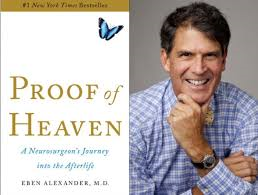 #1 New York Times Bestseller
PROOF of
HEAVEN
A Neurosurgeon's Journey
into the Afterlife
EBEN ALEXANDER, M.D.